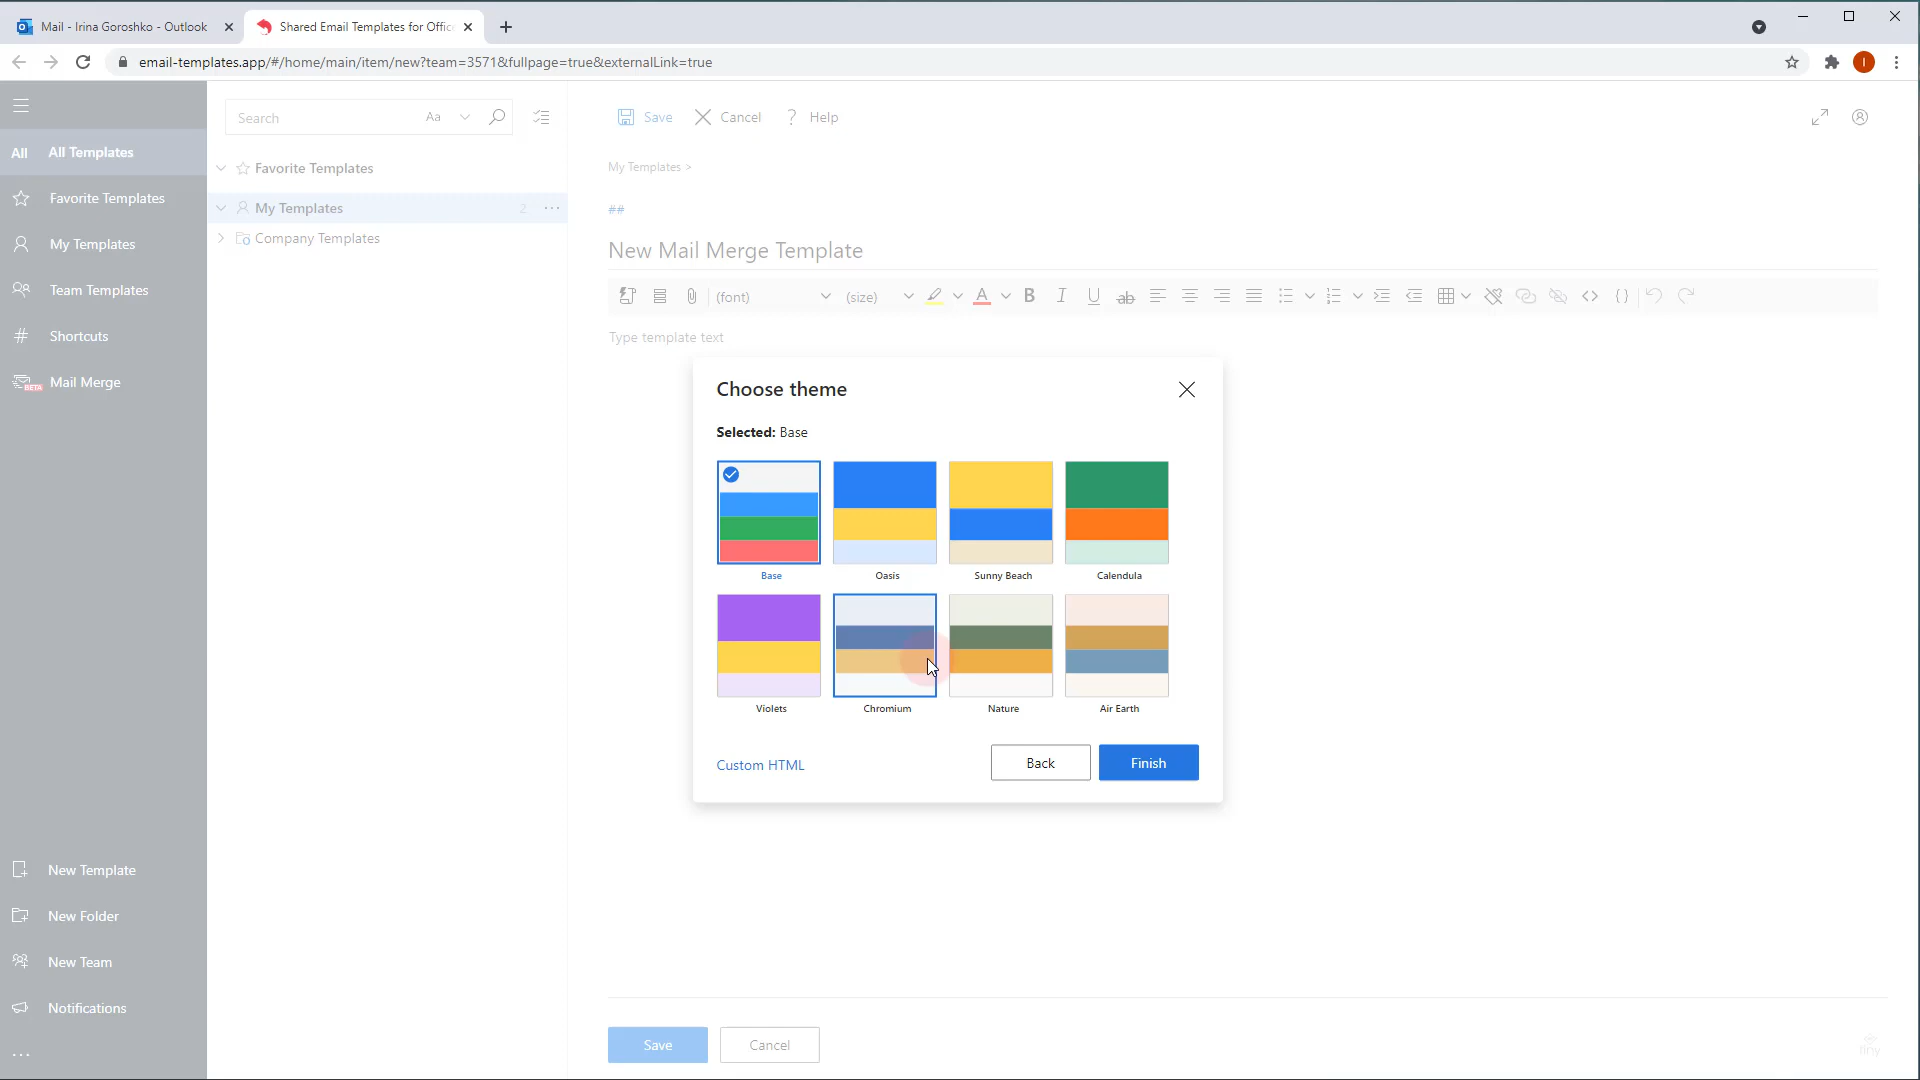 Mail - Irina Goroshko - Outlook
Shared Email Templates for Offic
email-templates.app/#/home/main/item/new?team=3571&fullpage=true&externalLink=true
I
All All Templates
Favorite Templates
My Templates
Team Templates
Shortcuts
BETA Mail Merge
New Template
New Folder
New Team
Notifications
Search Aa
Favorite Templates
My Templates 2
Company Templates
Save Cancel ? Help
My Templates >
##
New Mail Merge Template
(font) (size) A B I U ab
Type template text
Choose theme
Selected: Base
Base Oasis Sunny Beach Calendula
Violets Chromium Nature Air Earth
Custom HTML Back Finish
Save Cancel
tiny